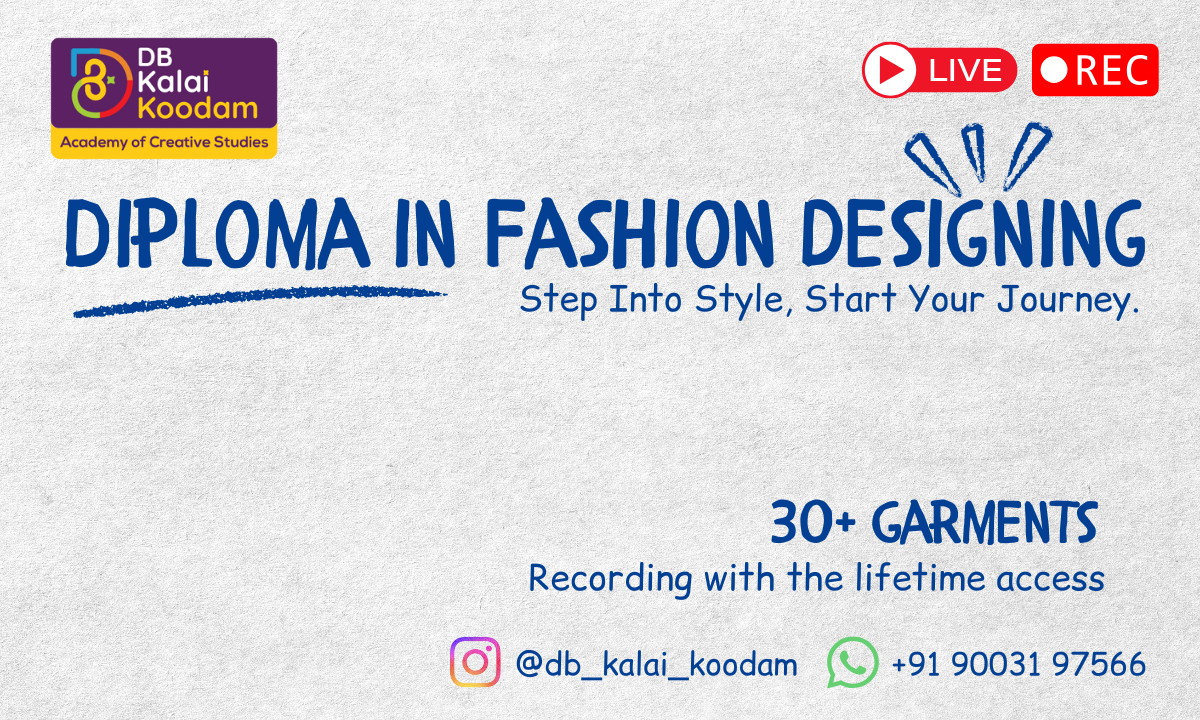 DB
Kalai
Koodam
Academy of Creative Studies
LIVE
REC
DIPLOMA IN FASHION DESIGNING
Step Into Style, Start Your Journey.
30+ GARMENTS
Recording with the lifetime access
@db_kalai_koodam
+91 90031 97566